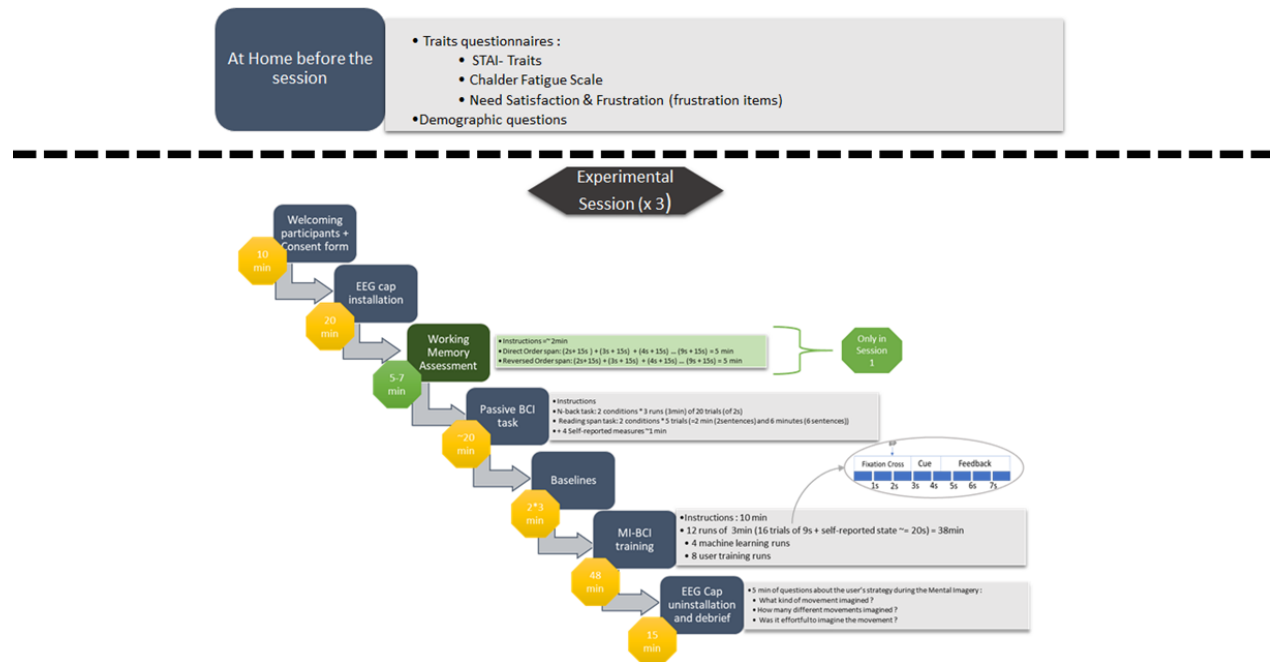 At Home before the
session
• Traits questionnaires :
• STAI- Traits
• Chalder Fatigue Scale
• Need Satisfaction & Frustration (frustration items)
•Demographic questions
Experimental
Session (x 3)
Welcoming
participants +
Consent form
10
min
EEG cap
installation
20
min
Working
Memory
Assessment
• Instructions =~ 2min
• Direct Order span: (2s+ 15s ) + (3s + 15s) + (4s + 15s) ... (9s + 15s) = 5 min
• Reversed Order span: (2s+ 15s) + (3s + 15s) + (4s + 15s) ... (9s + 15s) = 5 min
Only in
Session
1
5-7
min
Passive BCI
task
• Instructions
• N-back task: 2 conditions * 3 runs (3min) of 20 trials (of 2s)
• Reading span task: 2 conditions * 5 trials (=2 min (2sentences) and 6 minutes (6 sentences))
• + 4 Self-reported measures ~1 min
~20
min
Baselines
Fixation Cross Cue Feedback
1s 2s 3s 4s 5s 6s 7s
2*3
min
MI-BCI
training
•Instructions : 10 min
• 12 runs of 3min (16 trials of 9s + self-reported state ~= 20s) = 38min
• 4 machine learning runs
• 8 user training runs
48
min
EEG Cap
uninstallation
and debrief
• 5 min of questions about the user's strategy during the Mental Imagery :
• What kind of movement imagined ?
• How many different movements imagined ?
• Was it effortful to imagine the movement ?
15
min